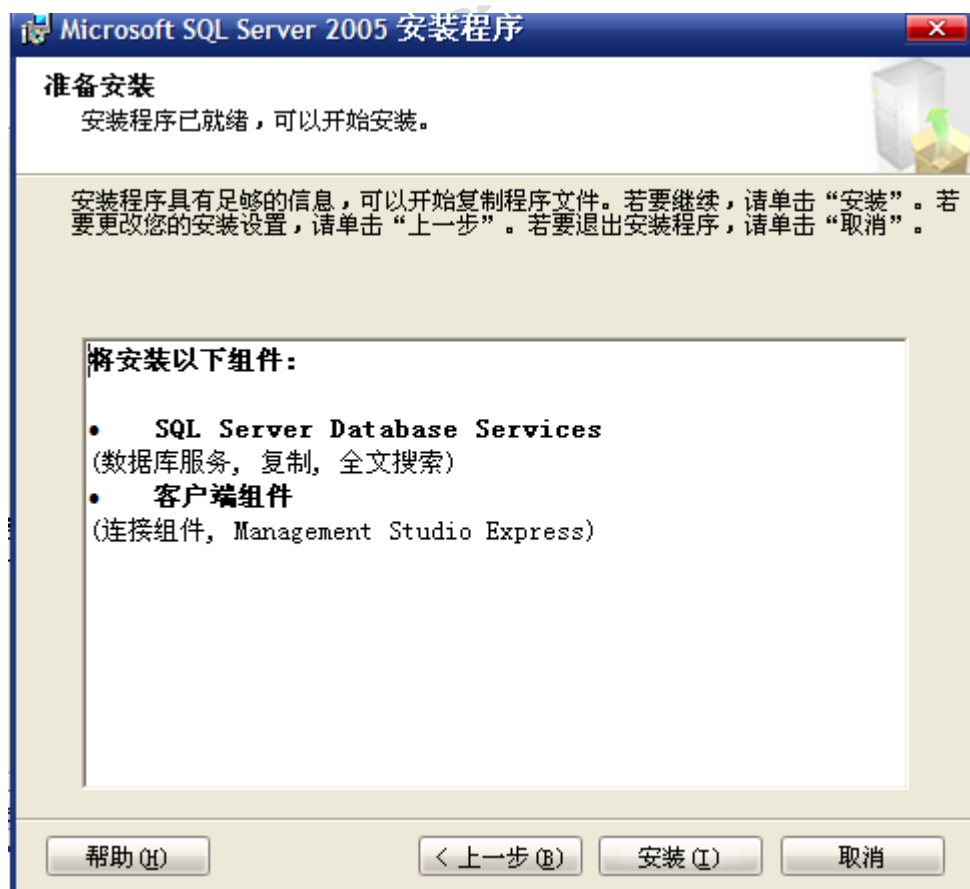 Microsoft SQL Server 2005 安装程序
准备安装
安装程序已就绪，可以开始安装。
安装程序具有足够的信息，可以开始复制程序文件。若要继续，请单击“安装”。若
要更改您的安装设置，请单击“上一步”。若要退出安装程序，请单击“取消”。
将安装以下组件:
• SQL Server Database Services
(数据库服务, 复制, 全文搜索)
• 客户端组件
(连接组件, Management Studio Express)
帮助(H) < 上一步(B) 安装(I) 取消